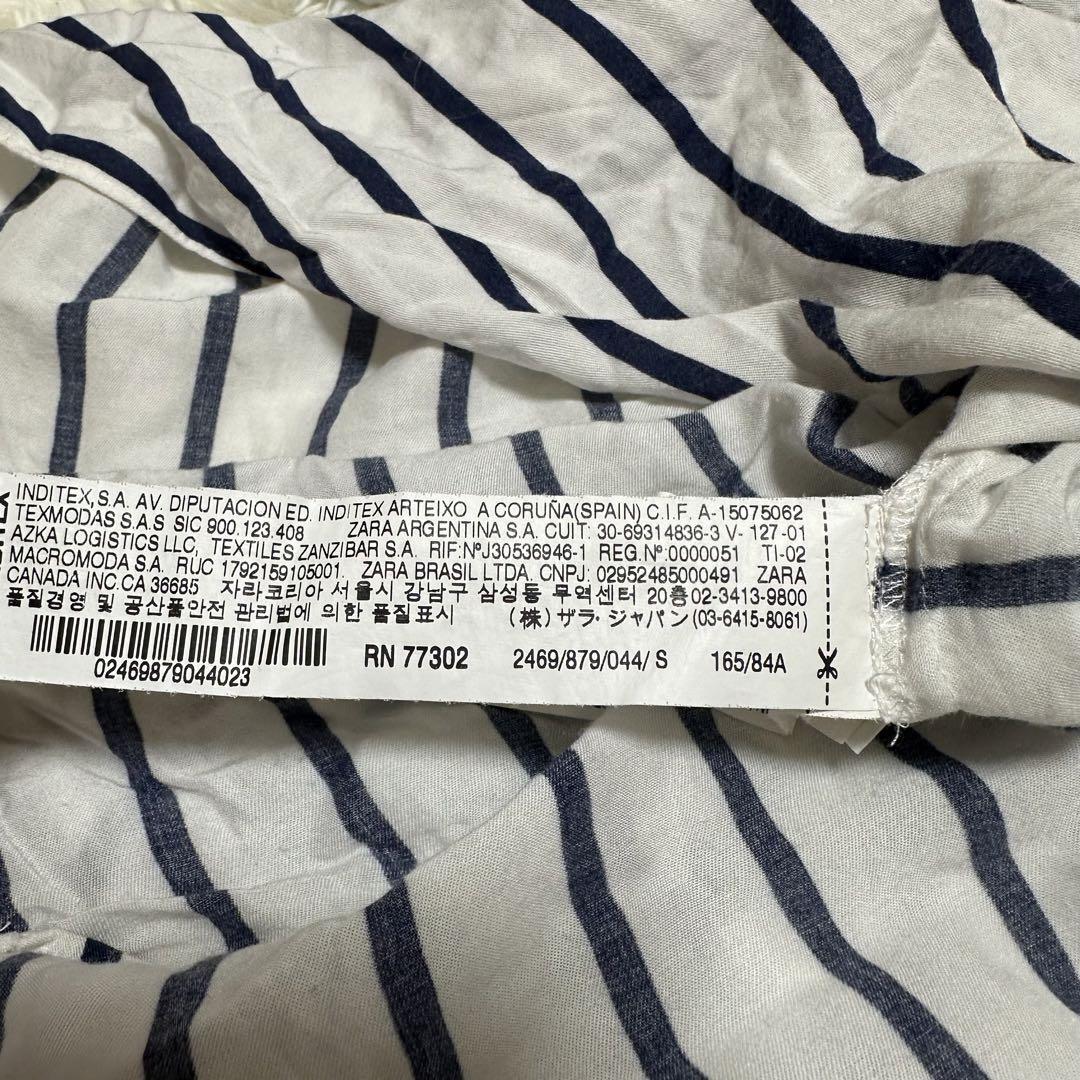 INDITEX, S.A. AV. DIPUTACION ED. INDITEX ARTEIXO A CORUÑA(SPAIN) C.I.F. A-15075062
TEXMODAS S.A.S SIC 900.123.408 ZARA ARGENTINA S.A. CUIT: 30-69314836-3 V- 127-01
AZKA LOGISTICS LLC, TEXTILES ZANZIBAR S.A. RIF:NºJ30536946-1 REG.Nº:0000051 TI-02
MACROMODA S.A. RUC 1792159105001. ZARA BRASIL LTDA. CNPJ: 02952485000491 ZARA
CANADA INC.CA 36685 자라코리아 서울시 강남구 삼성동 무역센터 20층02-3413-9800
품질경영 및 공산품안전 관리법에 의한 품질표시 (株) ザラ・ジャパン (03-6415-8061)
02469879044023 RN 77302 2469/879/044/ S 165/84A